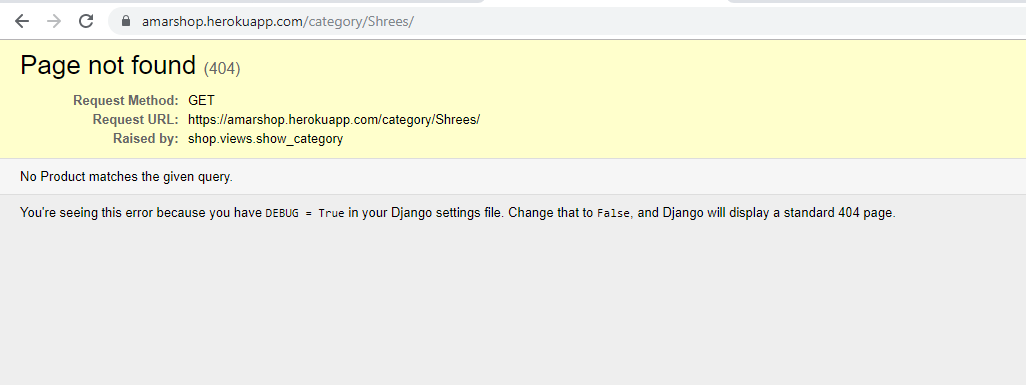 amarshop.herokuapp.com/category/Shrees/
Page not found (404)
Request Method: GET
Request URL: https://amarshop.herokuapp.com/category/Shrees/
Raised by: shop.views.show_category
No Product matches the given query.
You're seeing this error because you have DEBUG = True in your Django settings file. Change that to False, and Django will display a standard 404 page.